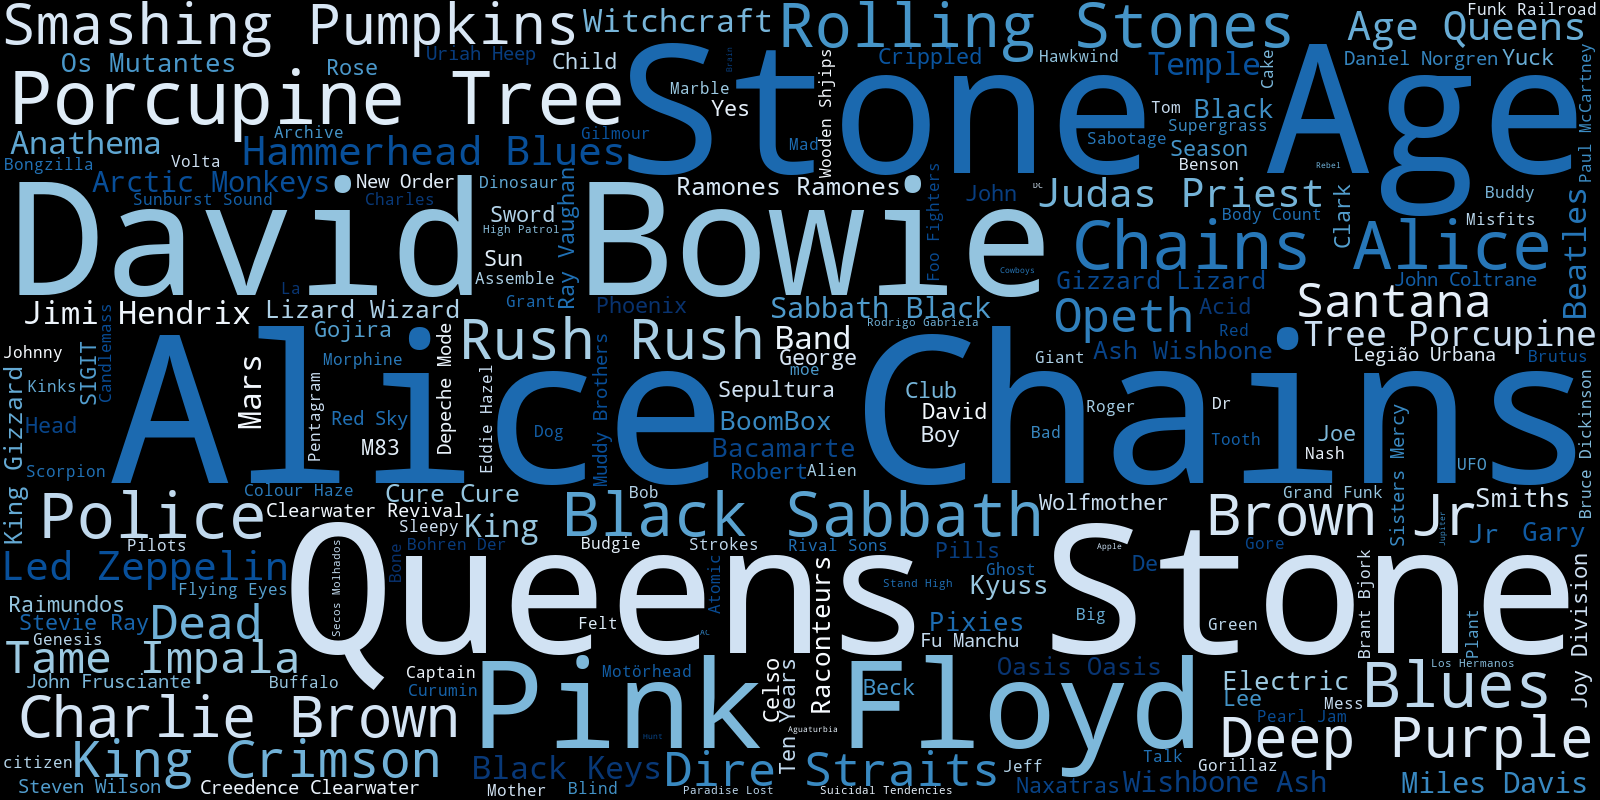 Smashing Pumpkins
Witchcraft
Rolling Stones
Funk Railroad
Age Queens
Os Mutantes
Uriah Heep
Rose
Child
Crippled
Hawkwind
Temple
Cake
Daniel Norgren
Yuck
Porcupine Tree
Stone Age
Brain
Marble
Yes
Wooden Shjips
Tom
Black
Paul McCartney
Anathema
Archive
Gilmour
Mad
Sabotage
Supergrass
Season
Bongzilla
Volta
Hammerhead Blues
Benson
Rebel
Arctic Monkeys
New Order
Dinosaur
Ray Vaughan
Ramones Ramones
Foo Fighters
John
DC
Judas Priest
Clark
Buddy
Beatles
Sunburst Sound
Charles
David Bowie
Sword
High Patrol
Body Count
Misfits
Chains Alice
Sun
Assemble
Cowboys
Gizzard Lizard
John Coltrane
La
Grant
Phoenix
Sabbath Black
Acid
Santana
Jimi Hendrix
Lizard Wizard
Candlemass
Gojira
Rush Rush
Rodrigo Gabriela
Opeth
Red
Tree Porcupine
Johnny
SIGIT
Mars
Morphine
Depeche Mode
Band
George
moe
Giant
Ash Wishbone
Legião Urbana
Brutus
Kinks
Alice Chains
Pentagram
Eddie Hazel
Muddy Brothers
Sepultura
Club
David
Roger
Dr
Bruce Dickinson
King Gizzard
Head
Red Sky
Dog
BoomBox
Boy
Bad
Tooth
Joe
Sisters Mercy
M83
Bacamarte
Nash
Scorpion
Robert
Alien
UFO
Police
Colour Haze
Cure Cure
Bob
Black Sabbath
Wolfmother
Grand Funk
Smiths
Clearwater Revival
Brown Jr
Sleepy
King
Jupiter
Jr Gary
Pilots
Bohren Der
Budgie
Strokes
Rival Sons
Pills
Gore
Led Zeppelin
Secos Molhados
Bone
Queens Stone
Apple
Atomic
Raconteurs
Ghost
De
Brant Bjork
Joy Division
Flying Eyes
Stand High
Kyuss
Raimundos
Stevie Ray
Dead
Felt
Pixies
Big
Green
Plant
Genesis
AL
Fu Manchu
Tame Impala
Captain
Pink Floyd
Motörhead
Celso
Oasis Oasis
Los Hermanos
John Frusciante
Buffalo
Curumin
Ten Years
Beck
Electric
Lee
Mess
Blues
Charlie Brown
Aguaturbia
Pearl Jam
Hunt
Deep Purple
King Crimson
citizen
Black Keys
Dire Straits
Jeff
Talk
Gorillaz
Steven Wilson
Creedence Clearwater
Mother
Blind
Paradise Lost
Suicidal Tendencies
Naxatras
Wishbone Ash
Miles Davis